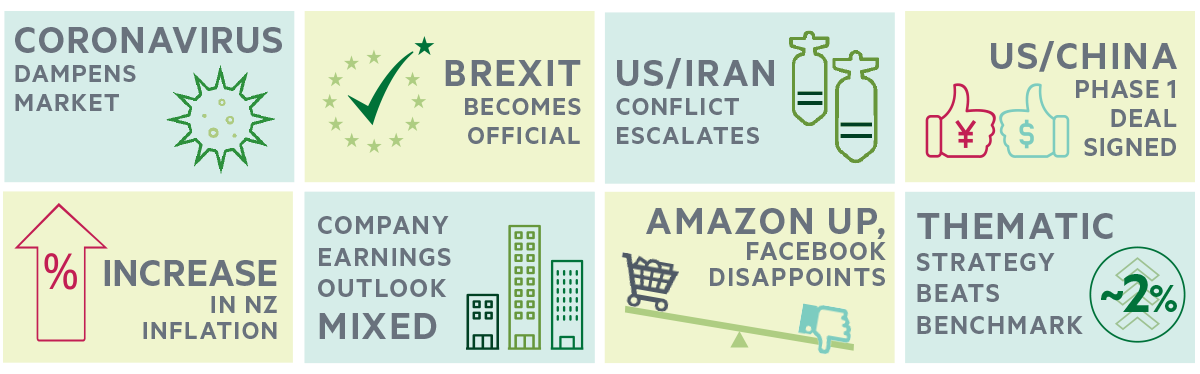 CORONAVIRUS
DAMPENS
MARKET
BREXIT
BECOMES
OFFICIAL
US/IRAN
CONFLICT
ESCALATES
US/CHINA
PHASE 1
DEAL
SIGNED
¥
$
%
INCREASE
IN NZ
INFLATION
COMPANY
EARNINGS
OUTLOOK
MIXED
AMAZON UP,
FACEBOOK
DISAPPOINTS
THEMATIC
STRATEGY
BEATS
BENCHMARK
~2%